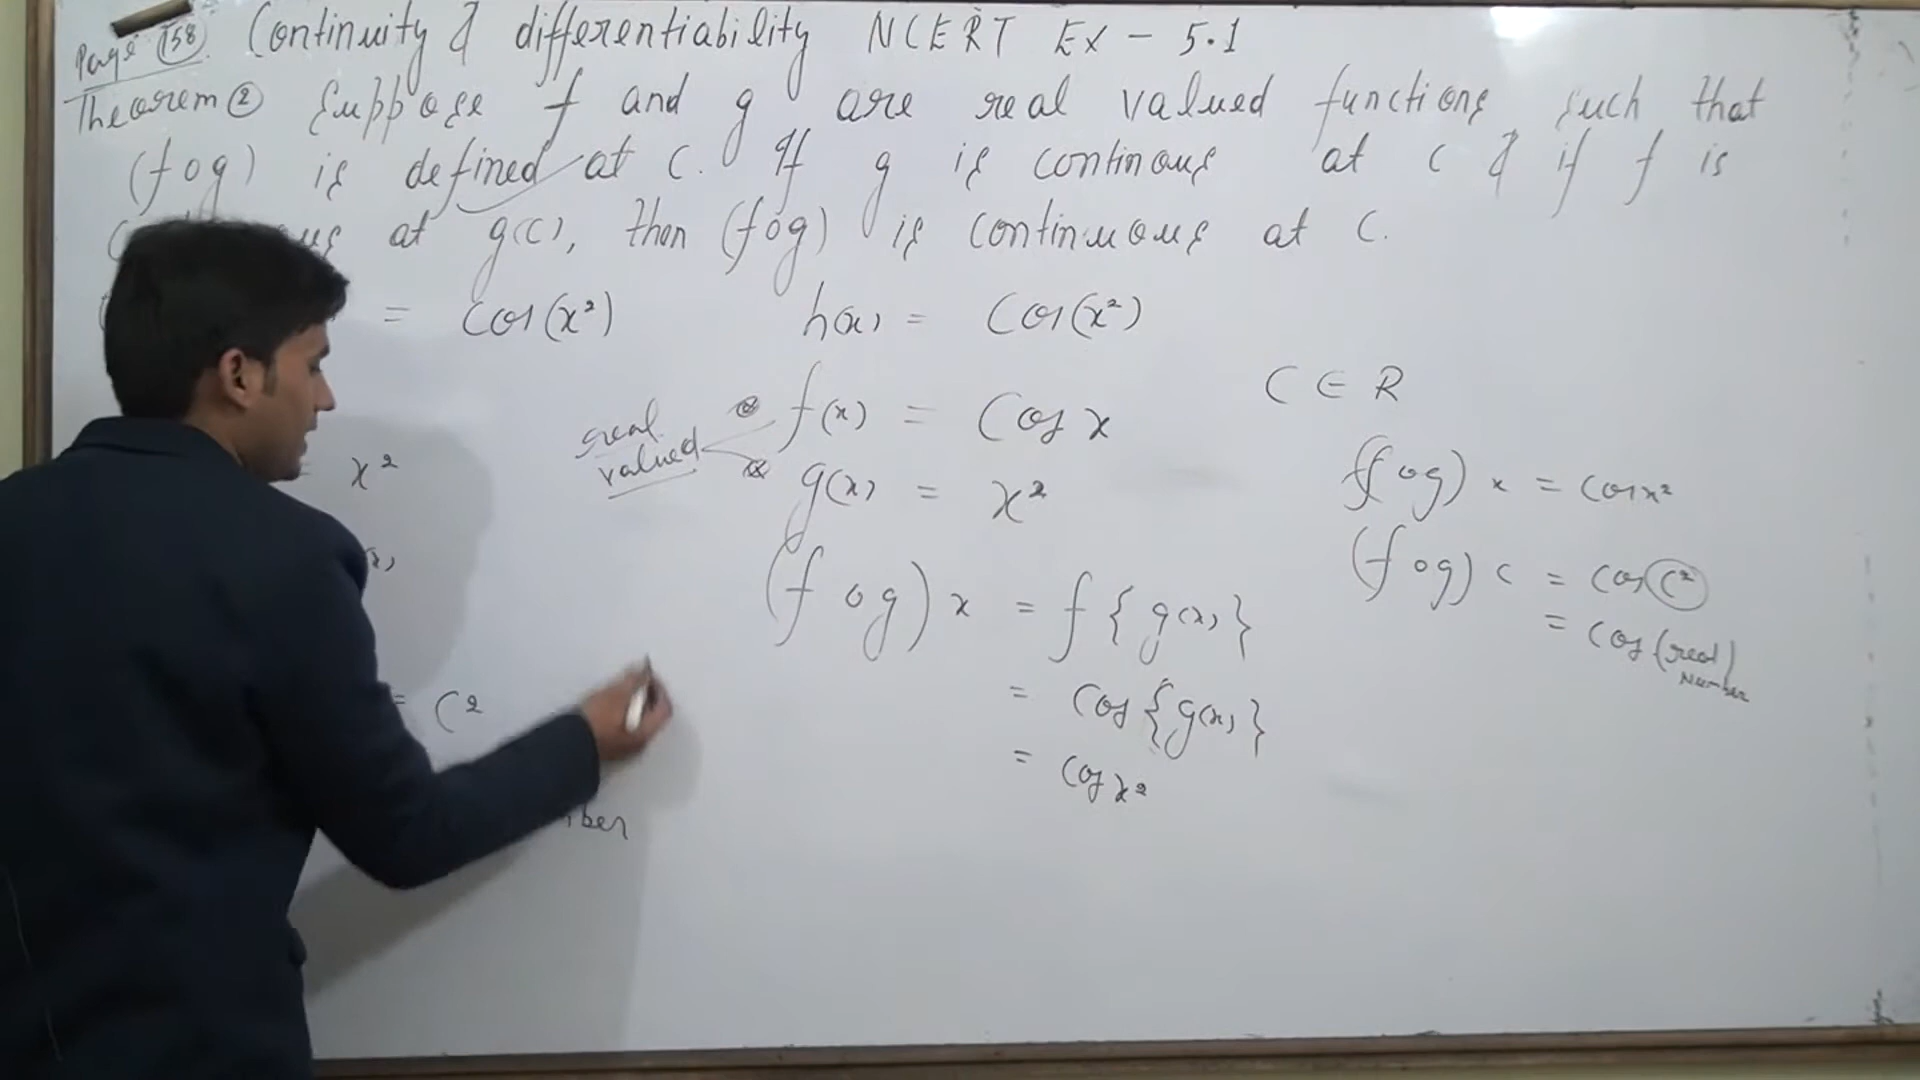 Page 158. Continuity & differentiability NCERT Ex - 5.1
Theorem ② Suppose f and g are real valued functions such that
(fog) is defined at c. If g is continous at c & if f is
at g(c), then (fog) is continuous at c.
= Cos(x²)
h(x) = Cos(x²)
real valued
f(x) = Cos x
g(x) = x²
(fog) x = f{g(x)}
= Cos{g(x)}
= Cos x²
C ∈ R
(fog) x = cos x²
(fog) c = cos c²
= cos (real) Number
= x²
= c²